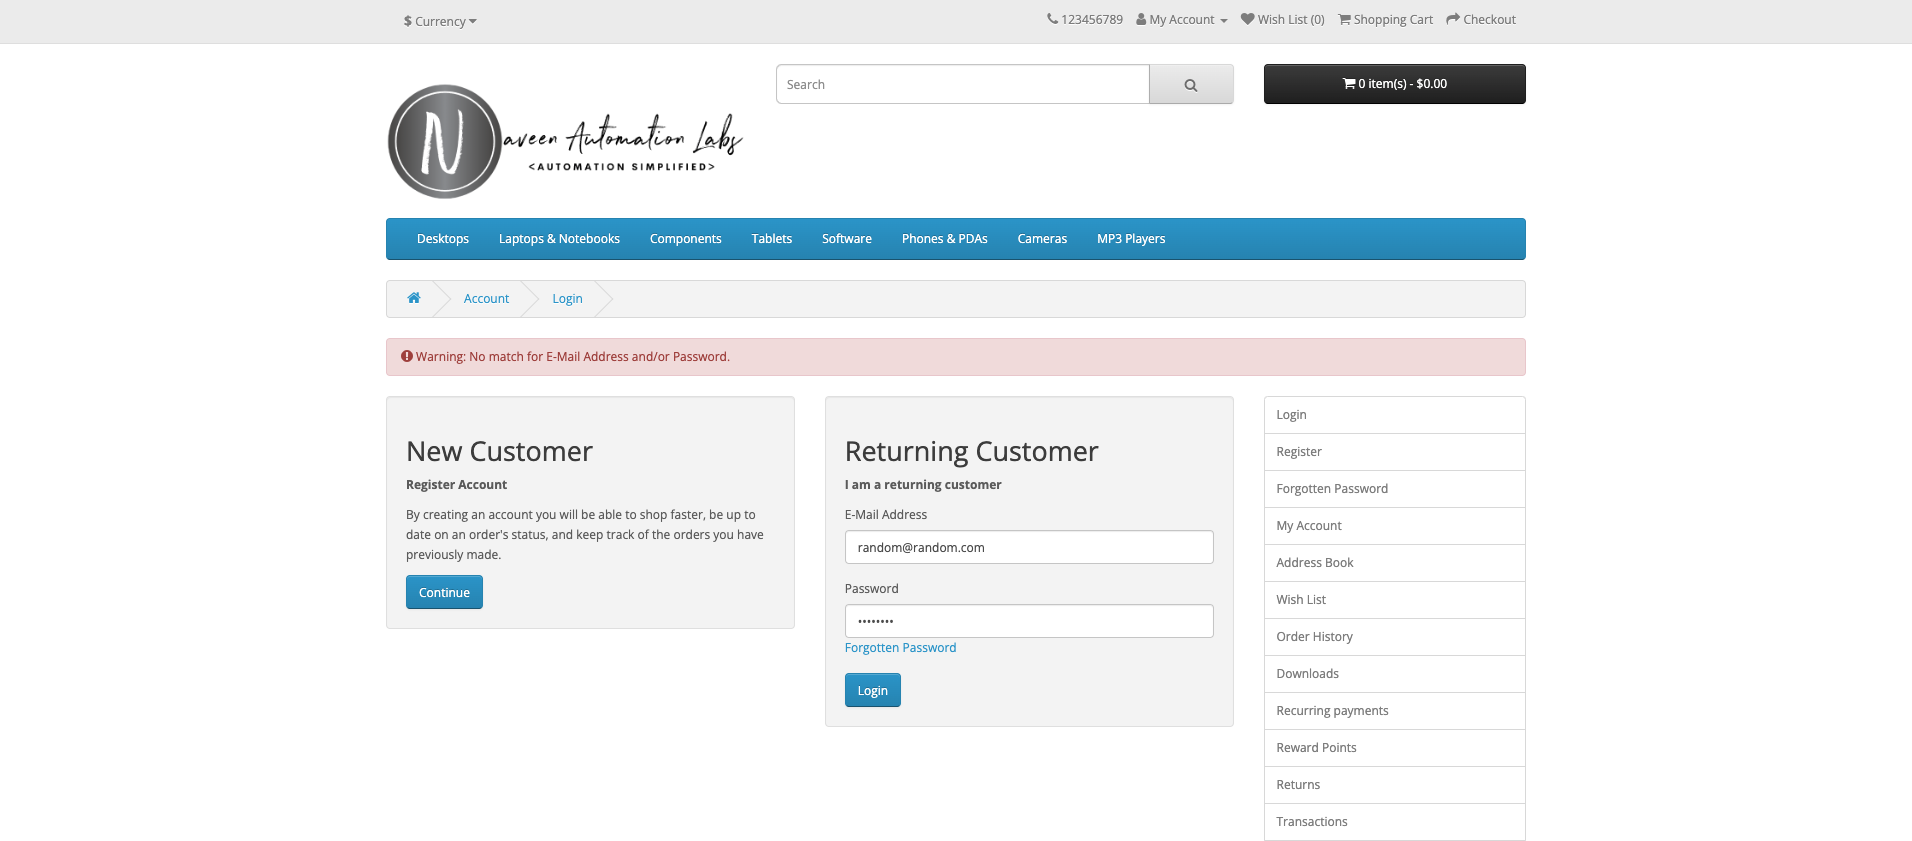 $ Currency
123456789 My Account Wish List (0) Shopping Cart Checkout
Search
0 item(s) - $0.00
N
aveen Automation Labs
<AUTOMATION SIMPLIFIED>
Desktops Laptops & Notebooks Components Tablets Software Phones & PDAs Cameras MP3 Players
Account Login
Warning: No match for E-Mail Address and/or Password.
New Customer
Register Account
By creating an account you will be able to shop faster, be up to
date on an order's status, and keep track of the orders you have
previously made.
Continue
Returning Customer
I am a returning customer
E-Mail Address
random@random.com
Password
••••••••
Forgotten Password
Login
Login
Register
Forgotten Password
My Account
Address Book
Wish List
Order History
Downloads
Recurring payments
Reward Points
Returns
Transactions